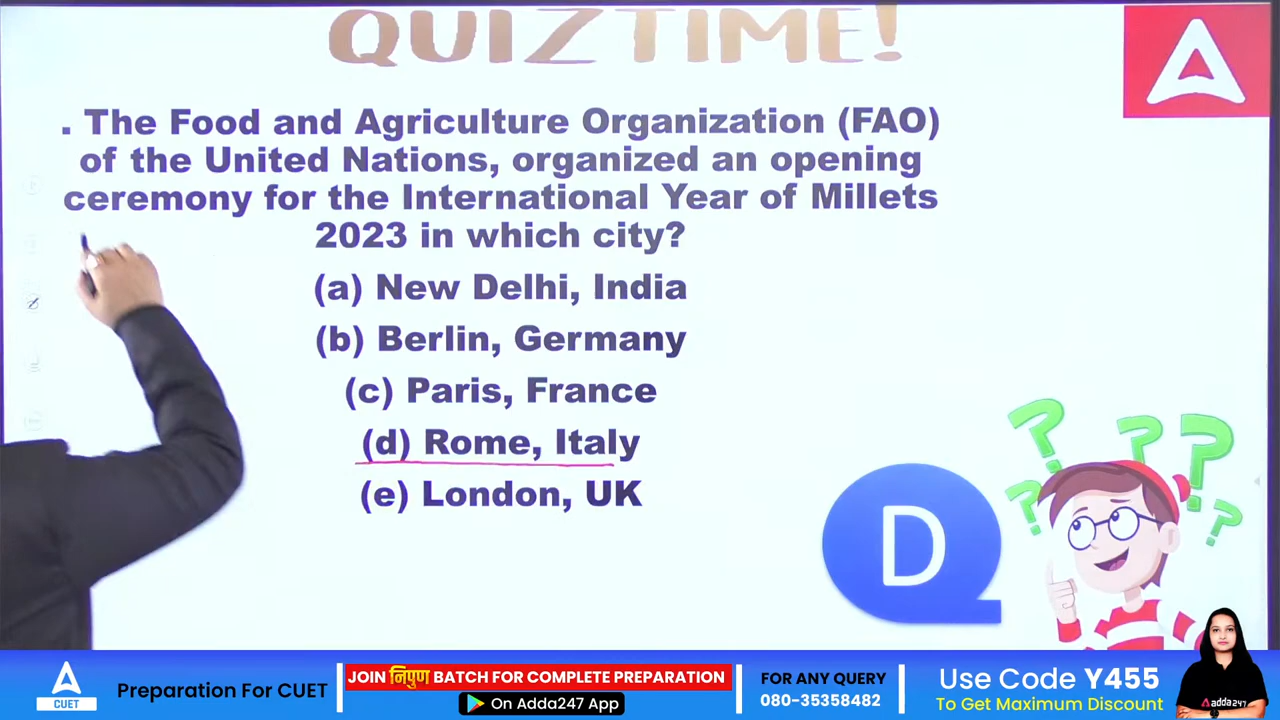 QUIZ TIME!
. The Food and Agriculture Organization (FAO)
of the United Nations, organized an opening
ceremony for the International Year of Millets
2023 in which city?
(a) New Delhi, India
(b) Berlin, Germany
(c) Paris, France
(d) Rome, Italy
(e) London, UK
D
A
CUET
Preparation For CUET
JOIN निपुण BATCH FOR COMPLETE PREPARATION
On Adda247 App
FOR ANY QUERY
080-35358482
Use Code Y455
To Get Maximum Discount
adda247